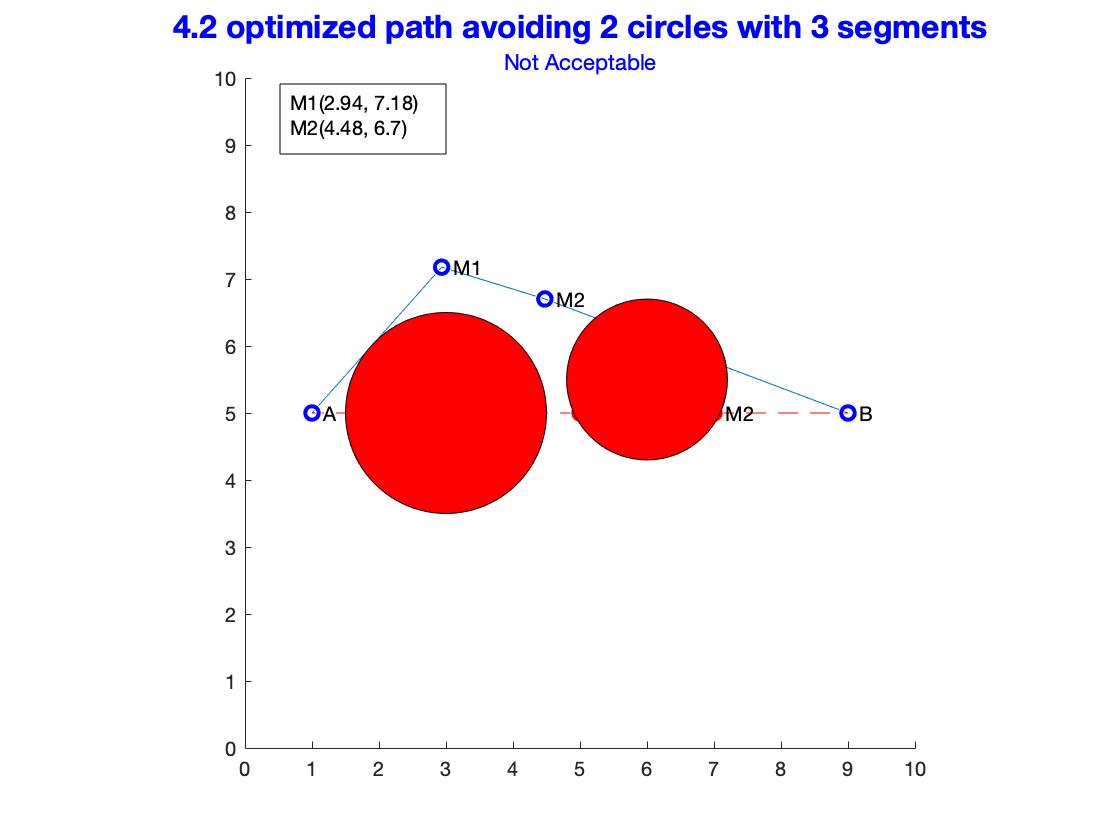 4.2 optimized path avoiding 2 circles with 3 segments
Not Acceptable
10
M1(2.94, 7.18)
M2(4.48, 6.7)
9
8
7
M1
M2
6
5
A
M2
B
4
3
2
1
0
0 1 2 3 4 5 6 7 8 9 10